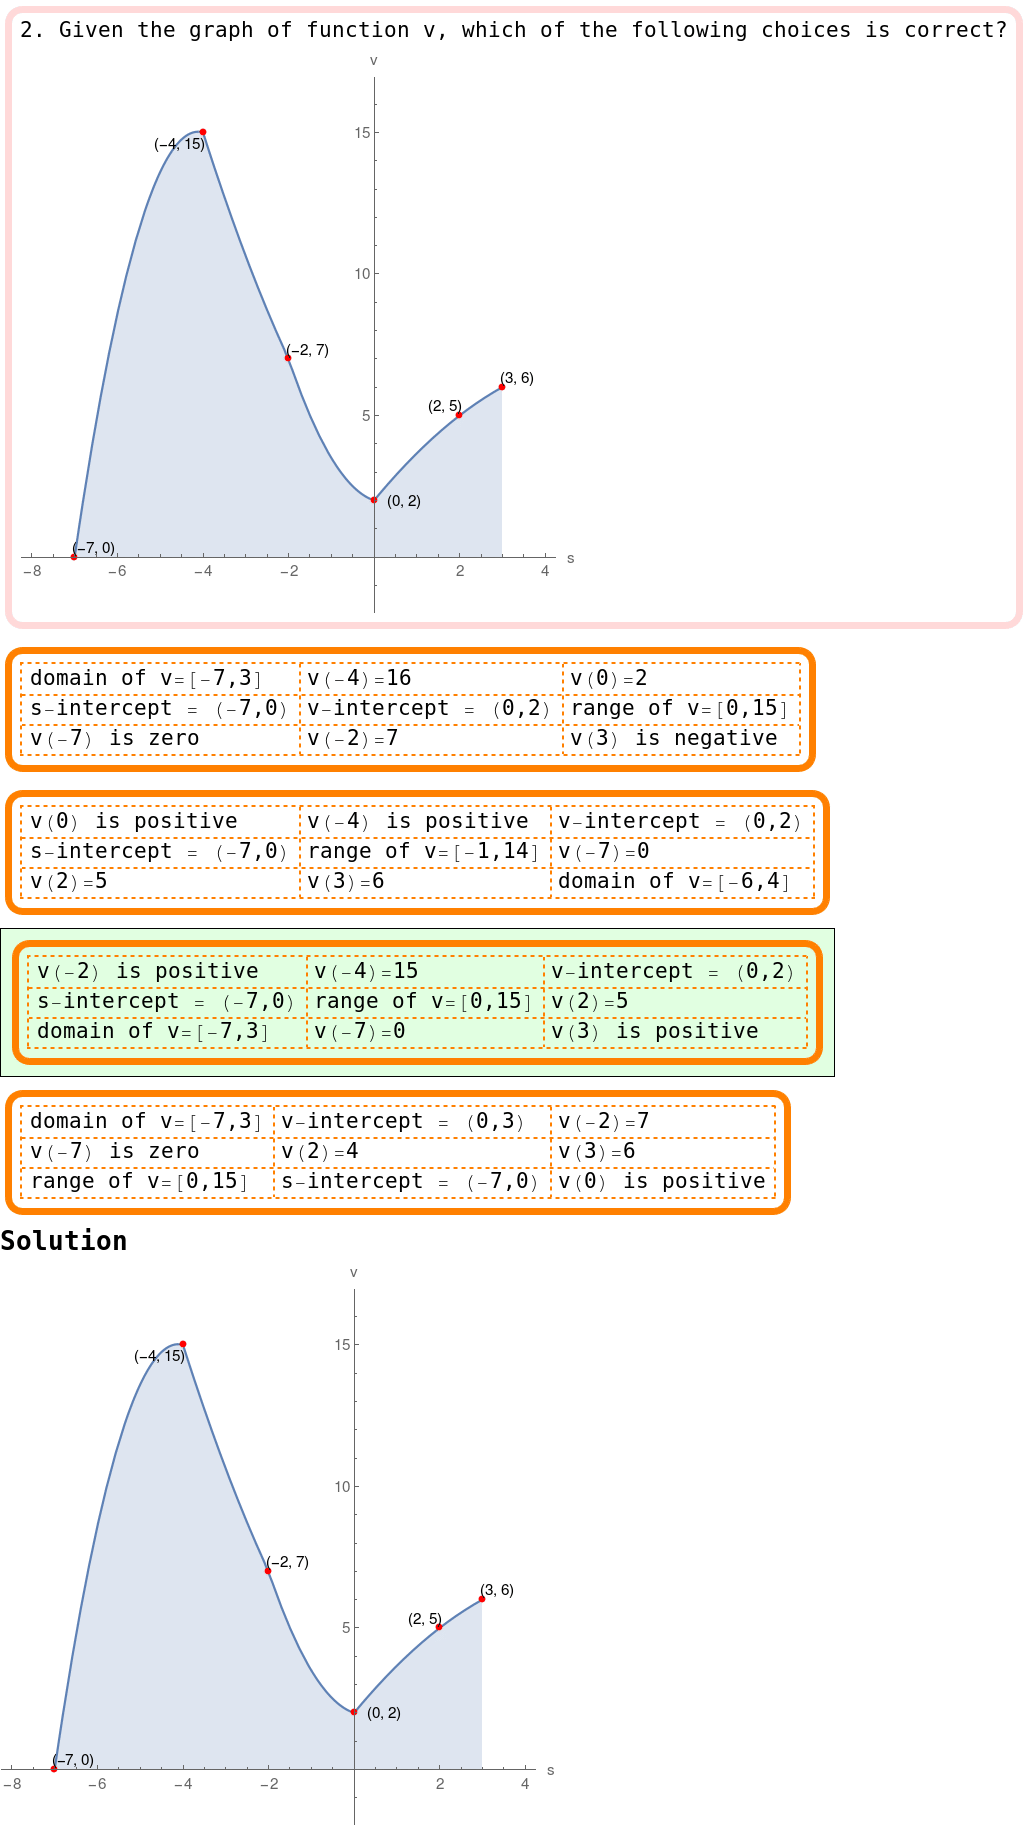 2. Given the graph of function v, which of the following choices is correct?
v
15
(−4, 15)
10
(−2, 7)
(3, 6)
5
(2, 5)
(0, 2)
(−7, 0)
s
−8 −6 −4 −2 2 4
domain of v=[-7,3] v(-4)=16 v(0)=2
s-intercept = (-7,0) v-intercept = (0,2) range of v=[0,15]
v(-7) is zero v(-2)=7 v(3) is negative
v(0) is positive v(-4) is positive v-intercept = (0,2)
s-intercept = (-7,0) range of v=[-1,14] v(-7)=0
v(2)=5 v(3)=6 domain of v=[-6,4]
v(-2) is positive v(-4)=15 v-intercept = (0,2)
s-intercept = (-7,0) range of v=[0,15] v(2)=5
domain of v=[-7,3] v(-7)=0 v(3) is positive
domain of v=[-7,3] v-intercept = (0,3) v(-2)=7
v(-7) is zero v(2)=4 v(3)=6
range of v=[0,15] s-intercept = (-7,0) v(0) is positive
Solution
v
15
(−4, 15)
10
(−2, 7)
(3, 6)
5
(2, 5)
(0, 2)
(−7, 0)
s
−8 −6 −4 −2 2 4